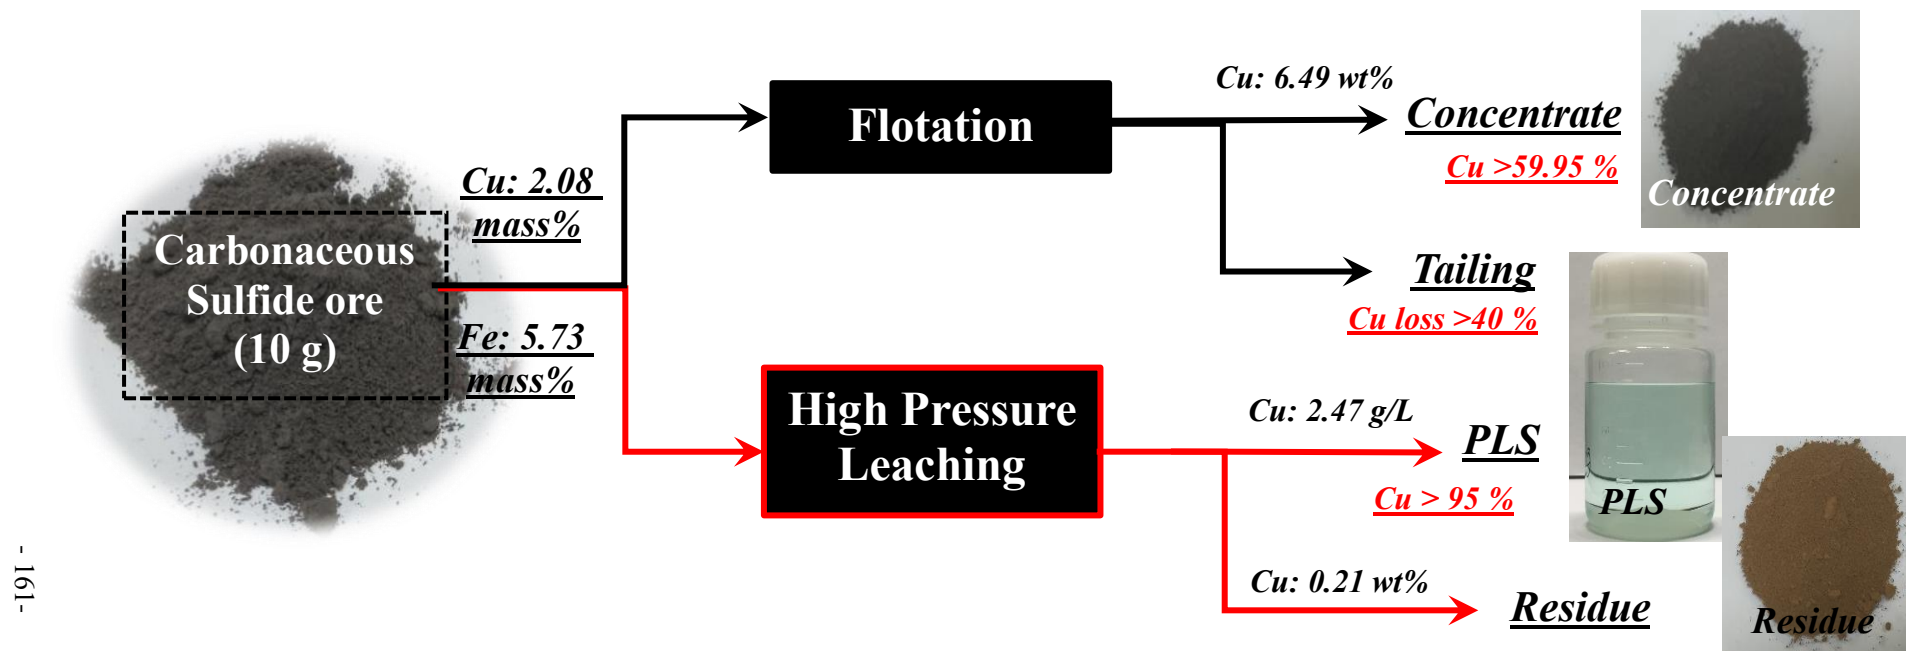 Carbonaceous
Sulfide ore
(10 g)
Cu: 2.08
mass%
Fe: 5.73
mass%
Flotation
Cu: 6.49 wt%
Concentrate
Cu >59.95 %
Concentrate
Tailing
Cu loss >40 %
High Pressure
Leaching
Cu: 2.47 g/L
PLS
Cu > 95 %
PLS
Cu: 0.21 wt%
Residue
Residue
- 161-